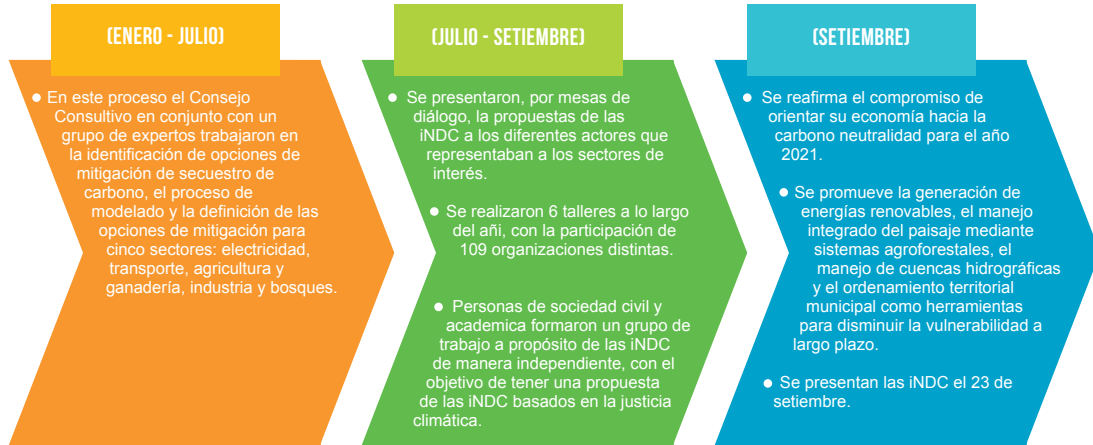 (ENERO - JULIO)
● En este proceso el Consejo
Consultivo en conjunto con un
grupo de expertos trabajaron en
la identificación de opciones de
mitigación de secuestro de
carbono, el proceso de
modelado y la definición de las
opciones de mitigación para
cinco sectores: electricidad,
transporte, agricultura y
ganadería, industria y bosques.
(JULIO - SETIEMBRE)
● Se presentaron, por mesas de
diálogo, la propuestas de las
iNDC a los diferentes actores que
representaban a los sectores de
interés.
● Se realizaron 6 talleres a lo largo
del añi, con la participación de
109 organizaciones distintas.
● Personas de sociedad civil y
academica formaron un grupo de
trabajo a propósito de las iNDC
de manera independiente, con el
objetivo de tener una propuesta
de las iNDC basados en la justicia
climática.
(SETIEMBRE)
● Se reafirma el compromiso de
orientar su economía hacia la
carbono neutralidad para el año
2021.
● Se promueve la generación de
energías renovables, el manejo
integrado del paisaje mediante
sistemas agroforestales, el
manejo de cuencas hidrográficas
y el ordenamiento territorial
municipal como herramientas
para disminuir la vulnerabilidad a
largo plazo.
● Se presentan las iNDC el 23 de
setiembre.